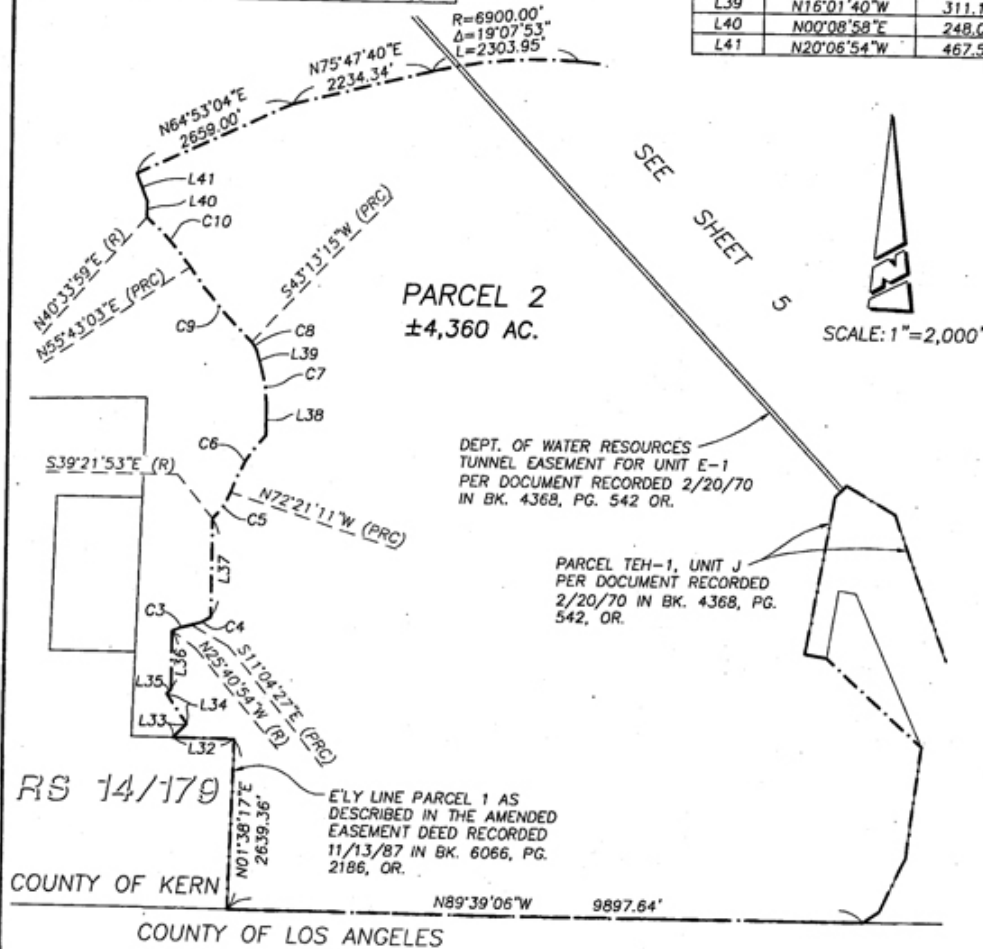 L39 N16°01'40"W
L40 N00°08'58"E
L41 N20°06'54"W
R=6900.00'
Δ=19°07'53"
L=2303.95'
N75°47'40"E
2234.34'
N64°53'04"E
2659.00'
L41
L40
C10
N40°33'59"E (R)
N55°43'03"E (PRC)
S43°13'15"W (PRC)
SEE SHEET 5
N
SCALE: 1"=2,000'
PARCEL 2
±4,360 AC.
C9
C8
L39
C7
L38
C6
S39°21'53"E (R)
N72°21'11"W (PRC)
C5
DEPT. OF WATER RESOURCES
TUNNEL EASEMENT FOR UNIT E-1
PER DOCUMENT RECORDED 2/20/70
IN BK. 4368, PG. 542 OR.
PARCEL TEH-1, UNIT J
PER DOCUMENT RECORDED
2/20/70 IN BK. 4368, PG.
542, OR.
L37
C3
C4
L36
S11°04'27"E (PRC)
N25°40'54"W (R)
L35
L34
L33
L32
RS 14/179
N01°38'17"E
2639.36'
E'LY LINE PARCEL 1 AS
DESCRIBED IN THE AMENDED
EASEMENT DEED RECORDED
11/13/87 IN BK. 6066, PG.
2186, OR.
COUNTY OF KERN
N89°39'06"W 9897.64'
COUNTY OF LOS ANGELES